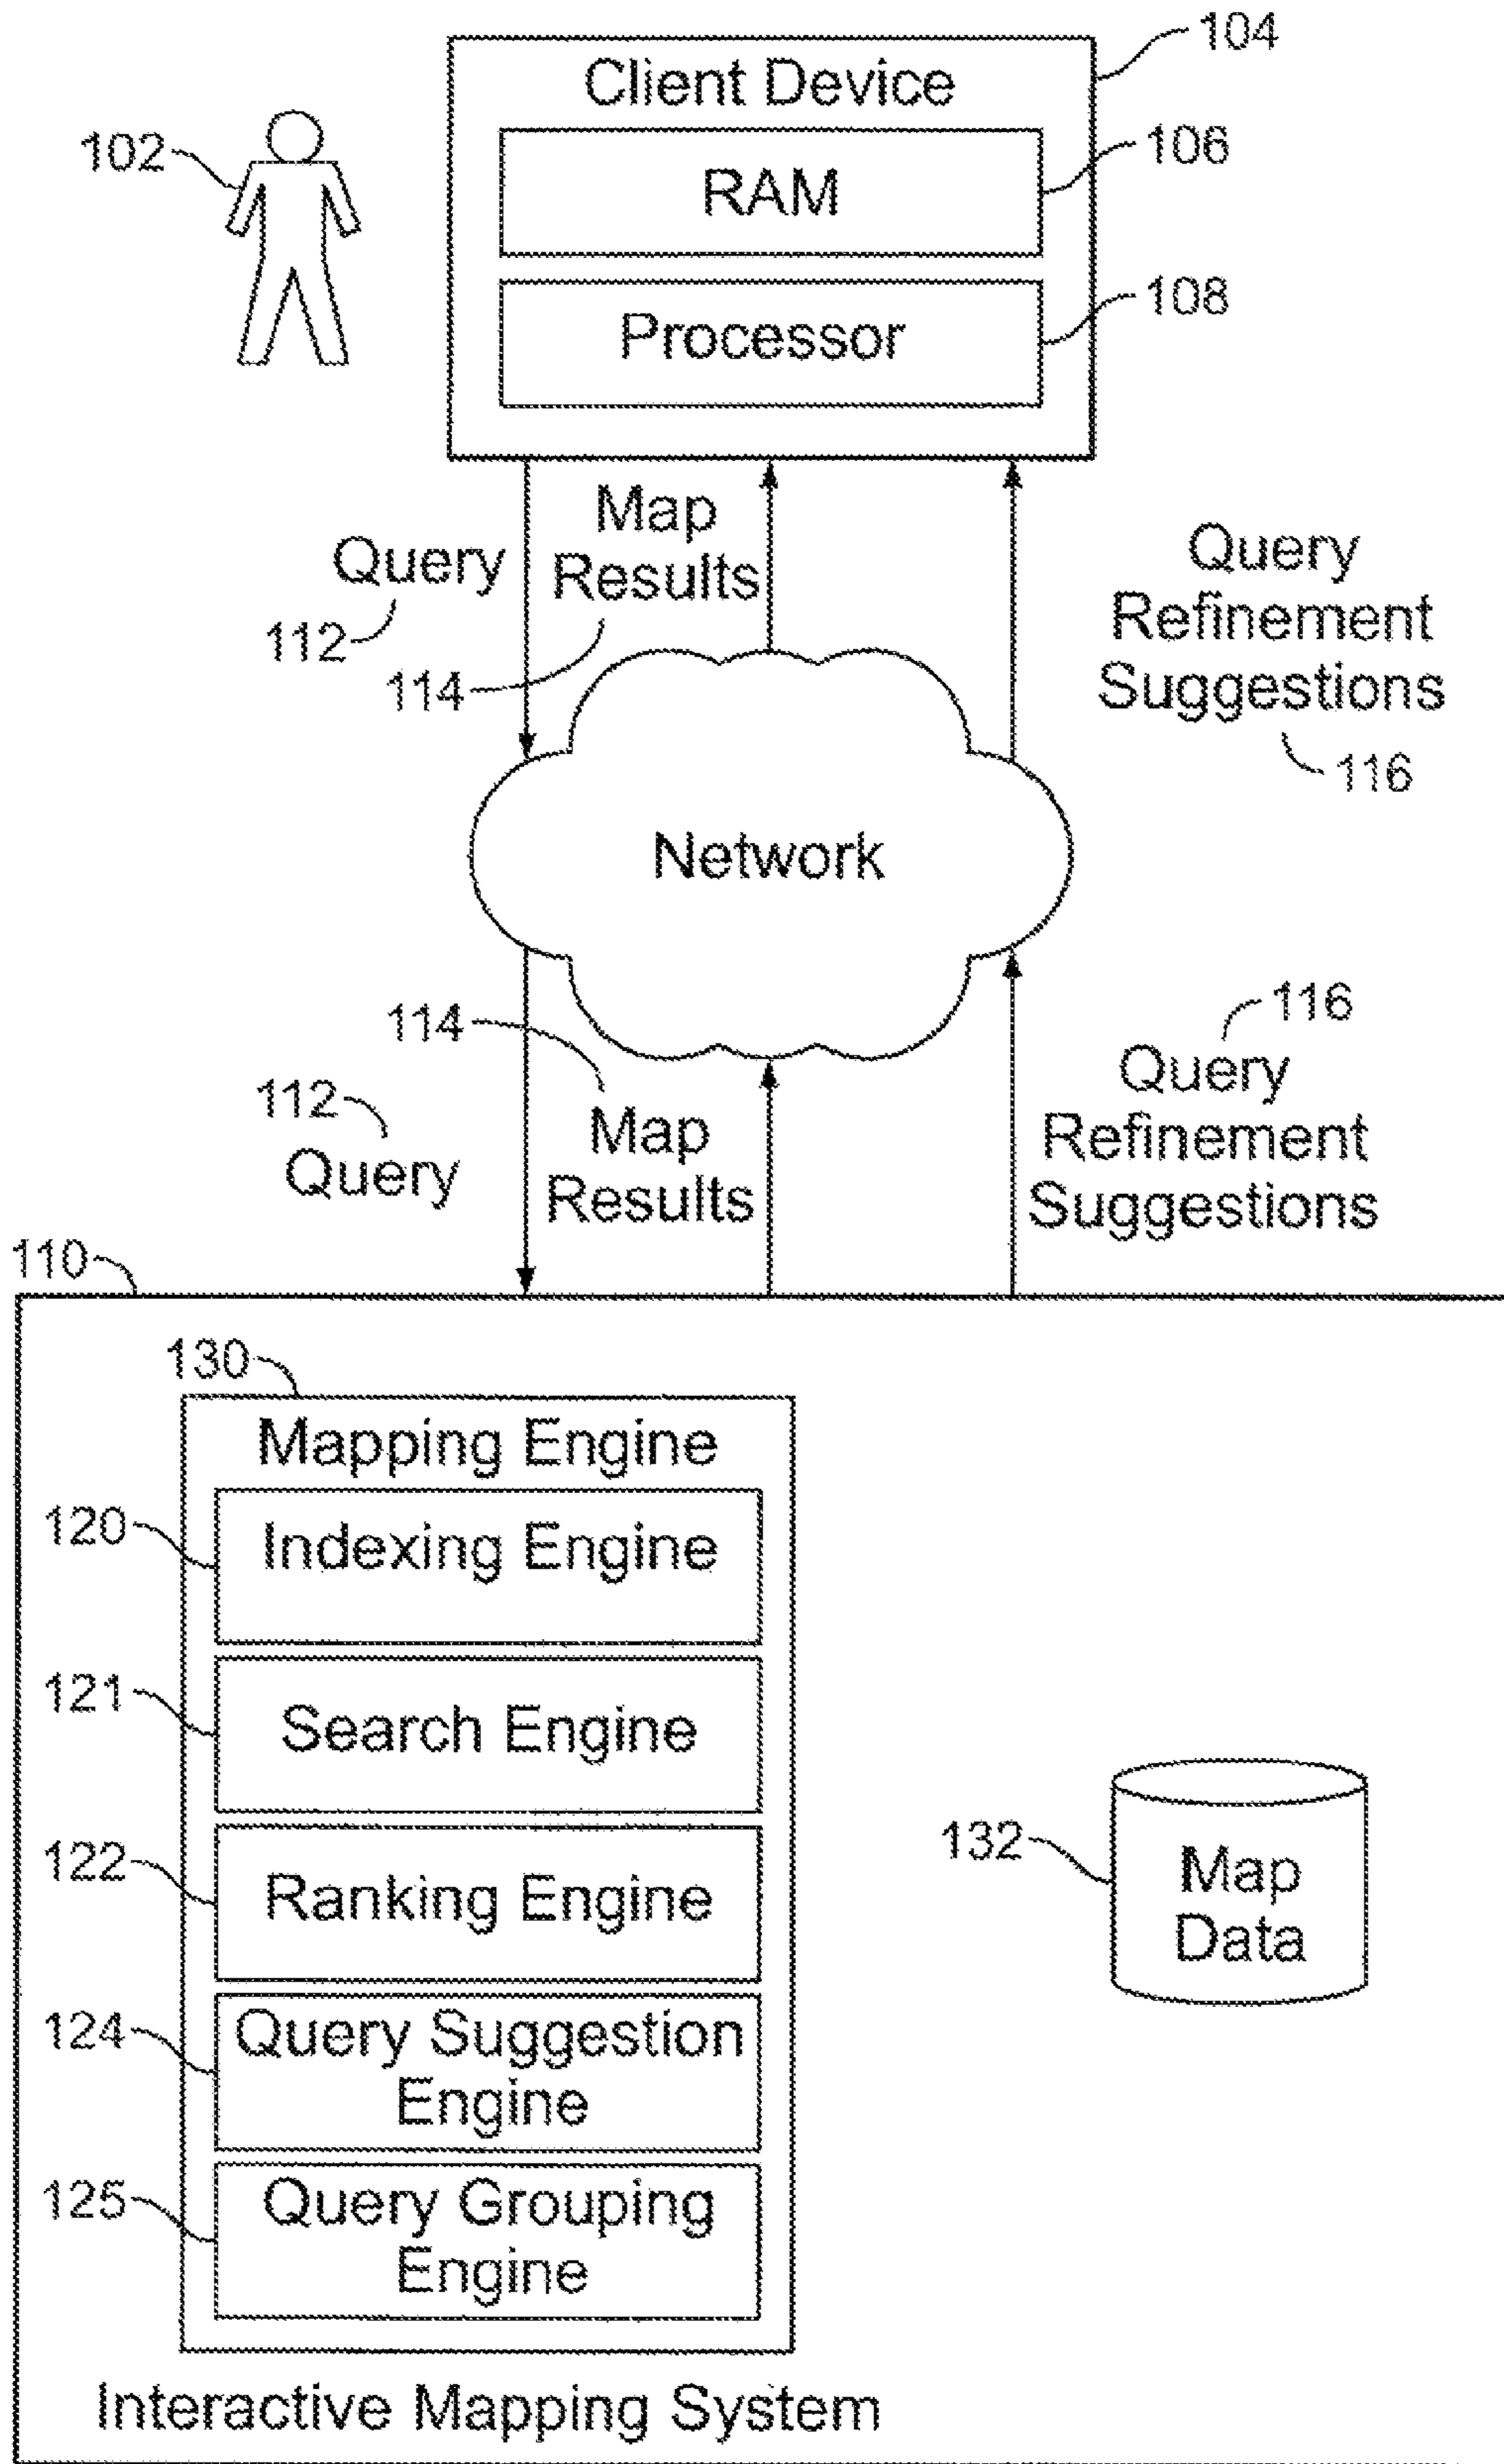 104
Client Device
102
106
RAM
108
Processor
Map
Results
Query
112
114
Query
Refinement
Suggestions
116
Network
114
116
112
Query
Map
Results
Query
Refinement
Suggestions
110
130
Mapping Engine
120
Indexing Engine
121
Search Engine
122
Ranking Engine
132
Map
Data
124
Query Suggestion
Engine
125
Query Grouping
Engine
Interactive Mapping System